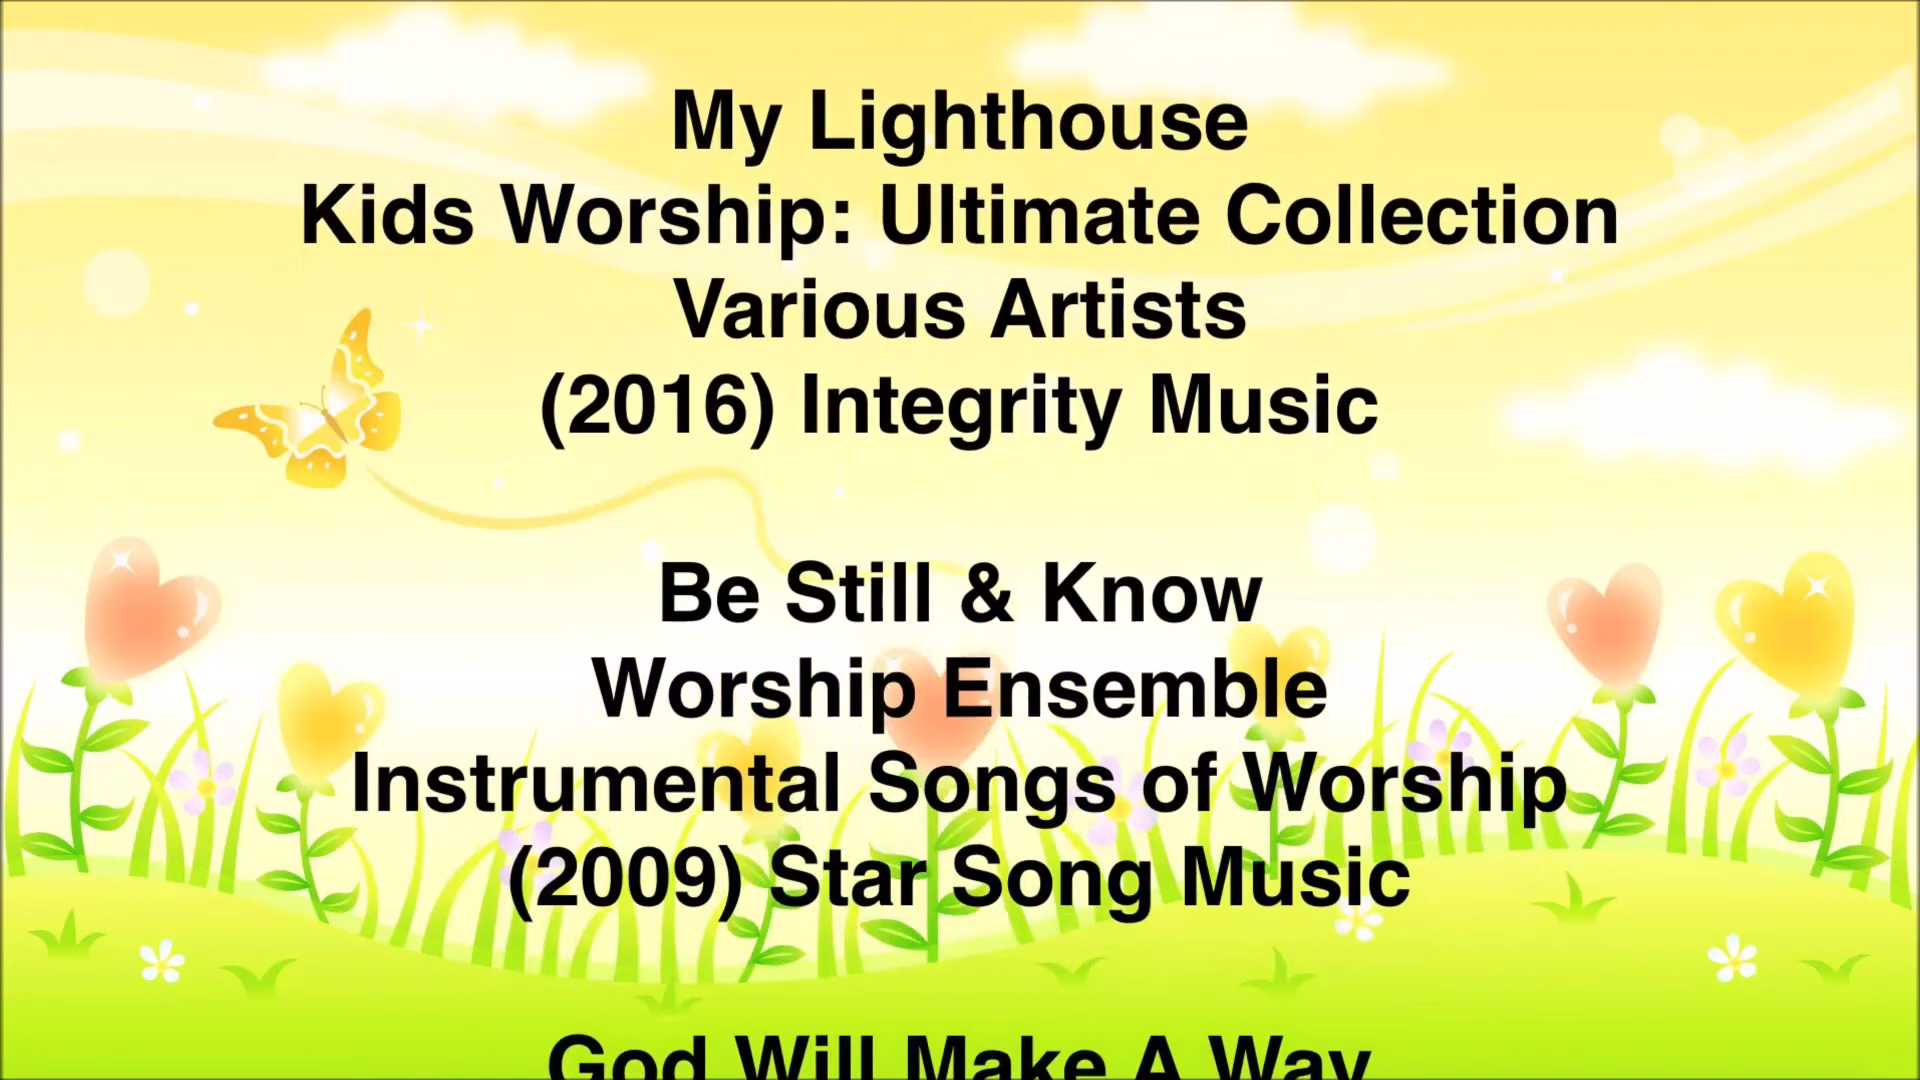 My Lighthouse
Kids Worship: Ultimate Collection
Various Artists
(2016) Integrity Music
Be Still & Know
Worship Ensemble
Instrumental Songs of Worship
(2009) Star Song Music
God Will Make A Way